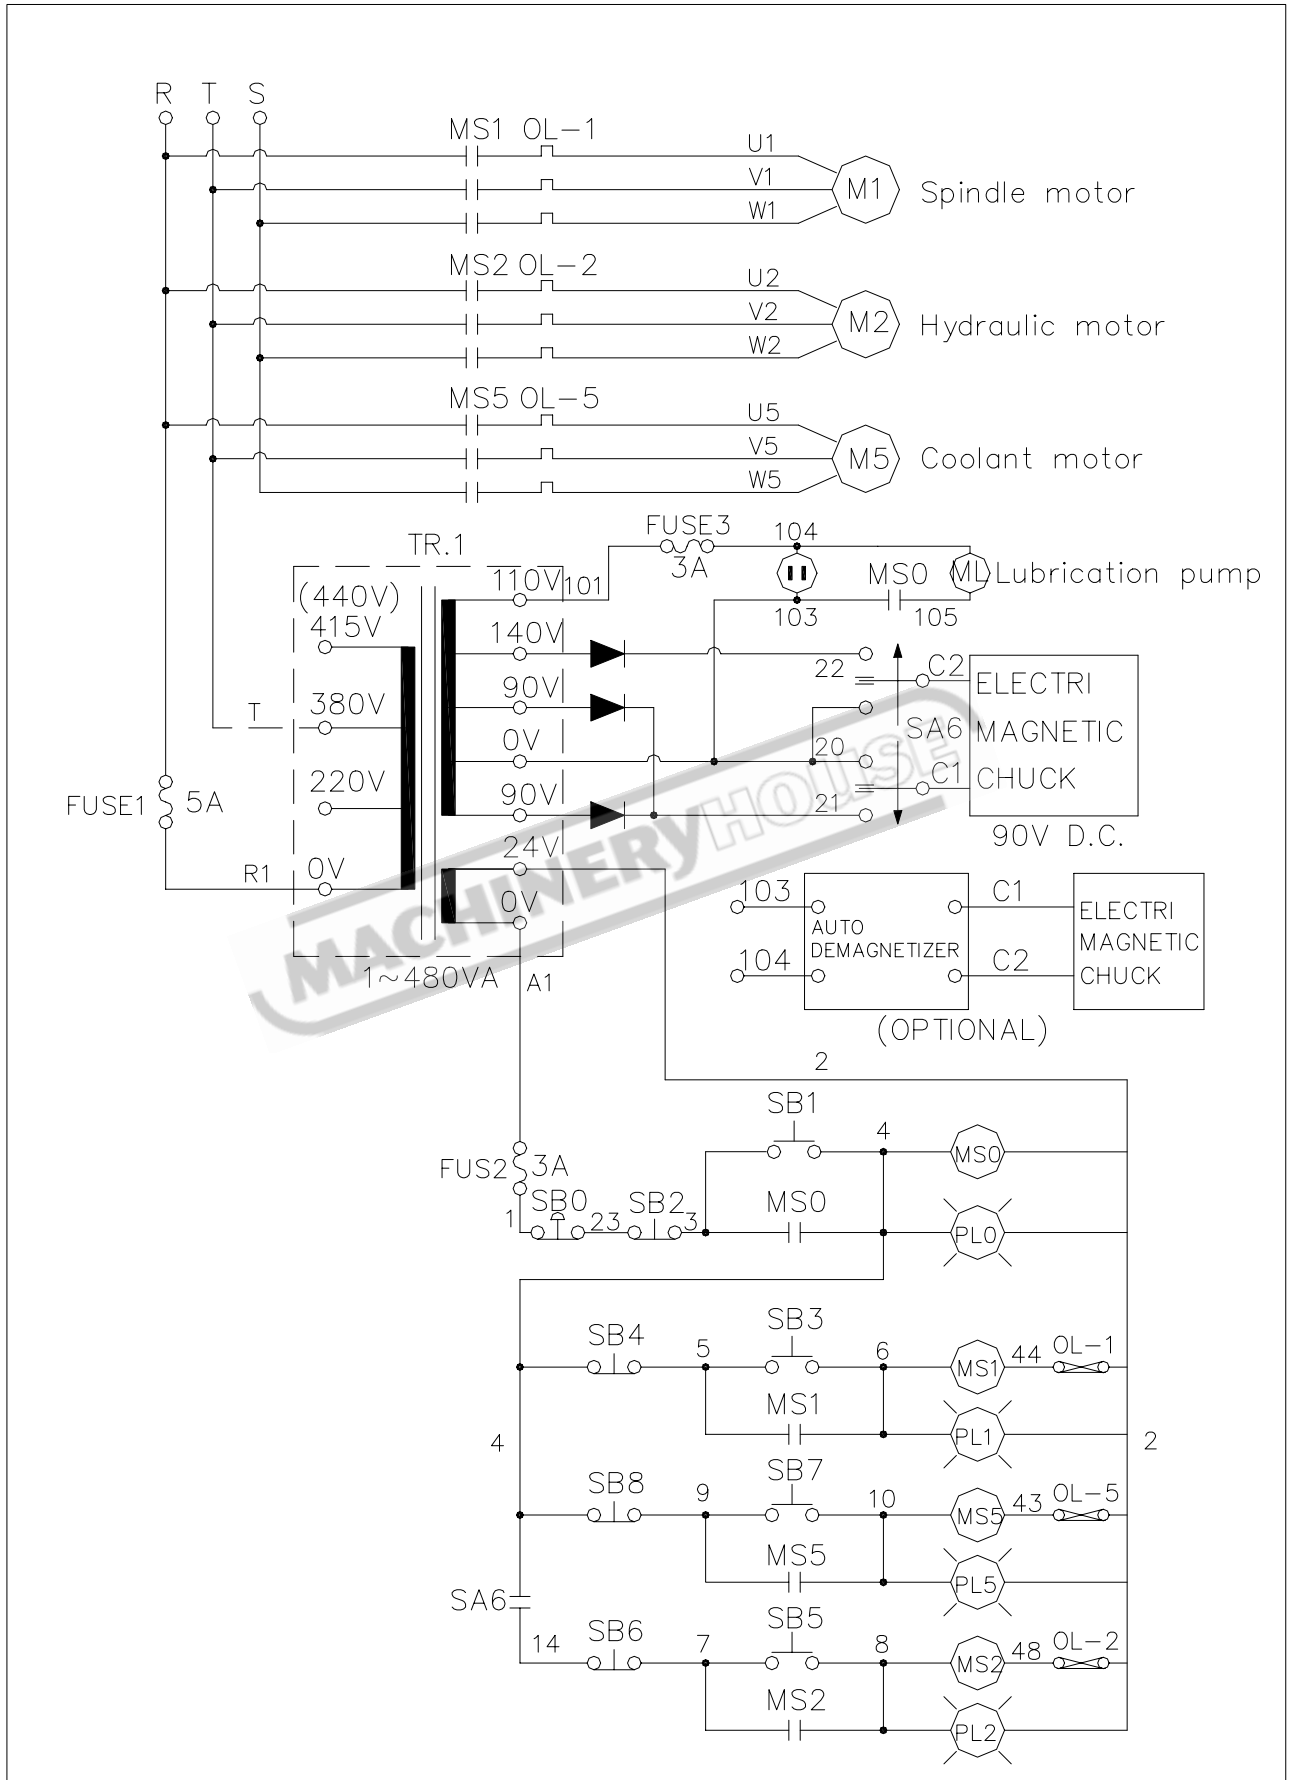 R T S
MS1 OL-1
U1
V1
W1
M1 Spindle motor
MS2 OL-2
U2
V2
W2
M2 Hydraulic motor
MS5 OL-5
U5
V5
W5
M5 Coolant motor
TR.1
FUSE3
3A
104
103
MS0
105
ML Lubrication pump
(440V)
415V
380V
220V
0V
T
R1
FUSE1 5A
110V 101
140V
90V
0V
90V
24V
0V
1~480VA
A1
22
20
21
SA6
C2
C1
ELECTRI
MAGNETIC
CHUCK
90V D.C.
MACHINERYHOUSE
103
104
AUTO
DEMAGNETIZER
C1
C2
ELECTRI
MAGNETIC
CHUCK
(OPTIONAL)
2
SB1
4
MS0
FUS2 3A
1
SB0
23
SB2
3
MS0
PL0
SB4
5
SB3
6
MS1
44
OL-1
MS1
PL1
4
2
SB8
9
SB7
10
MS5
43
OL-5
MS5
PL5
SA6
14
SB6
7
SB5
8
MS2
48
OL-2
MS2
PL2